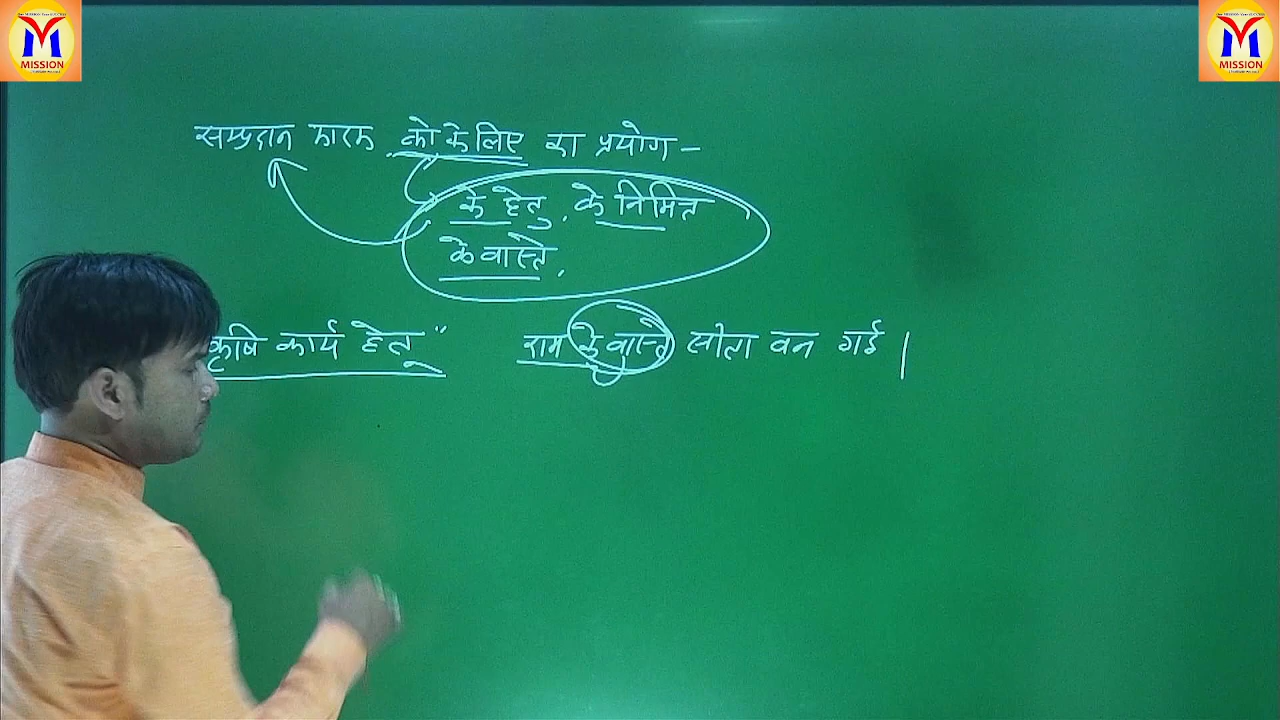 MISSION
MISSION
सम्प्रदान कारक को के लिए का प्रयोग –
के हेतु, के निमित
के वास्ते,
कृषि कार्य हेतु" राम के वास्ते सीता वन गई |